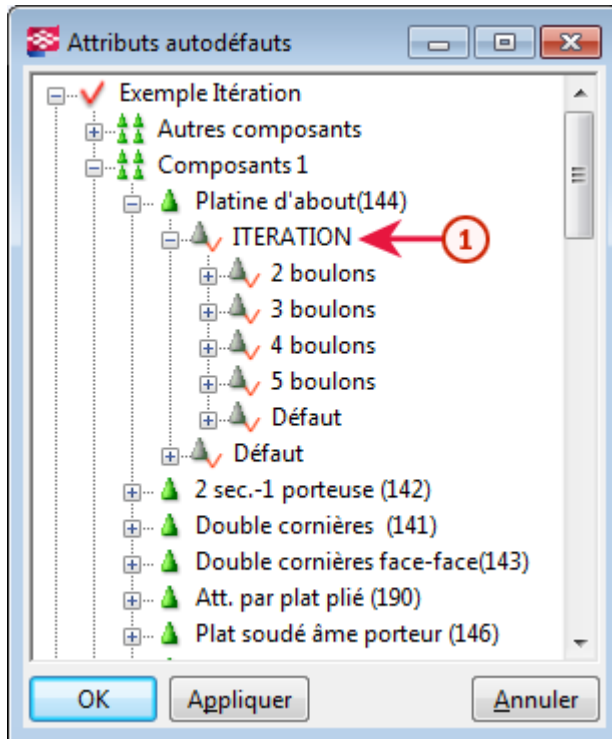 Attributs autodéfauts
Exemple Itération
Autres composants
Composants 1
Platine d'about(144)
ITERATION
1
2 boulons
3 boulons
4 boulons
5 boulons
Défaut
Défaut
2 sec.-1 porteuse (142)
Double cornières (141)
Double cornières face-face(143)
Att. par plat plié (190)
Plat soudé âme porteur (146)
OK Appliquer Annuler